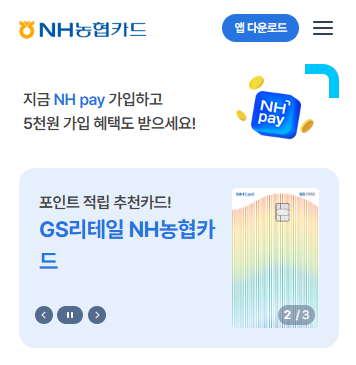 NH농협카드
앱 다운로드
지금 NH pay 가입하고
5천원 가입 혜택도 받으세요!
NH
pay
포인트 적립 추천카드!
GS리테일 NH농협카
드
2 / 3